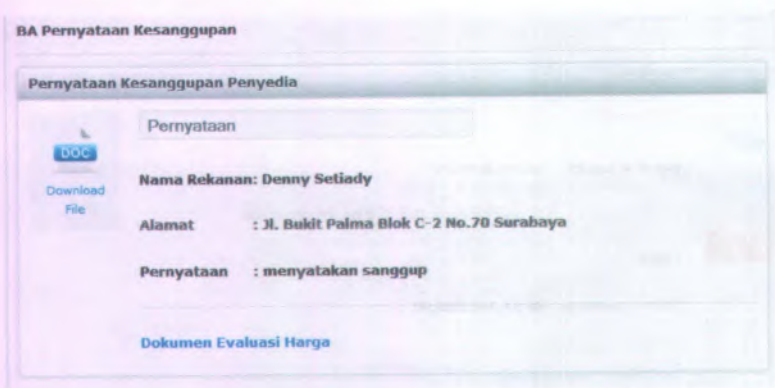 BA Pernyataan Kesanggupan
Pernyataan Kesanggupan Penyedia
Pernyataan
DOC
Download
File
Nama Rekanan: Denny Setiady
Alamat : Jl. Bukit Palma Blok C-2 No.70 Surabaya
Pernyataan : menyatakan sanggup
Dokumen Evaluasi Harga